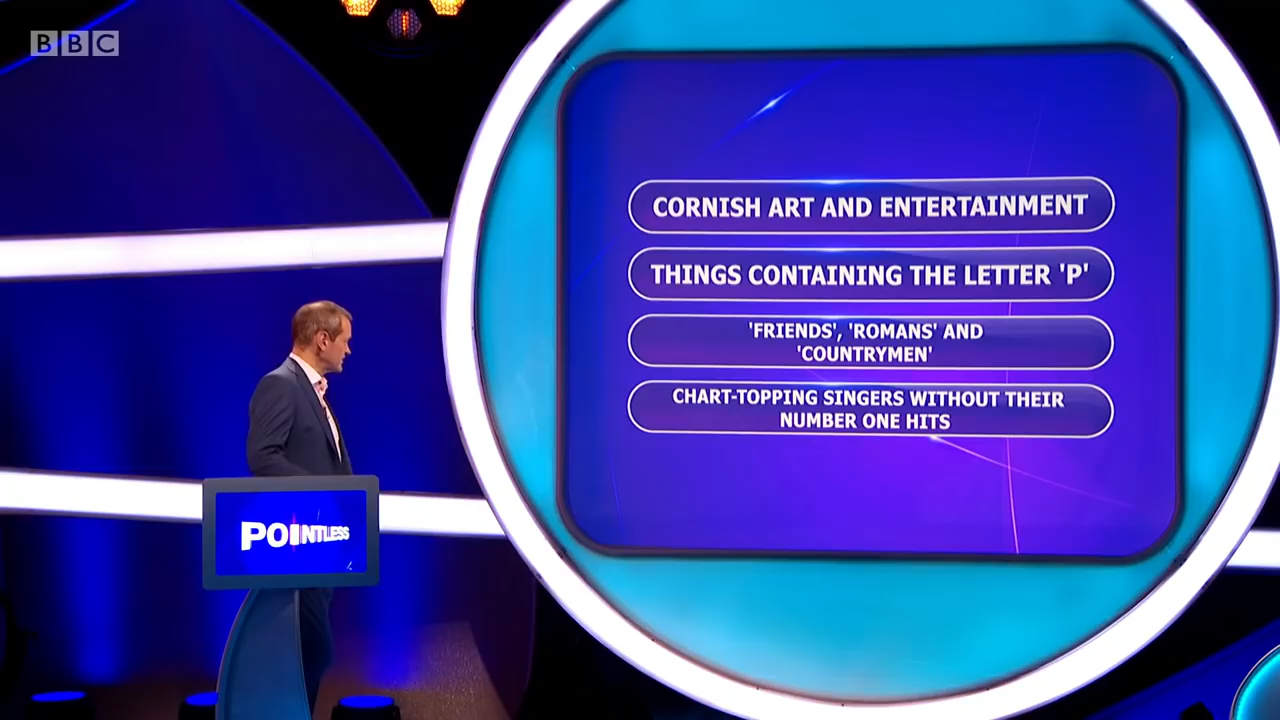 BBC
CORNISH ART AND ENTERTAINMENT
THINGS CONTAINING THE LETTER 'P'
'FRIENDS', 'ROMANS' AND
'COUNTRYMEN'
CHART-TOPPING SINGERS WITHOUT THEIR
NUMBER ONE HITS
POINTLESS